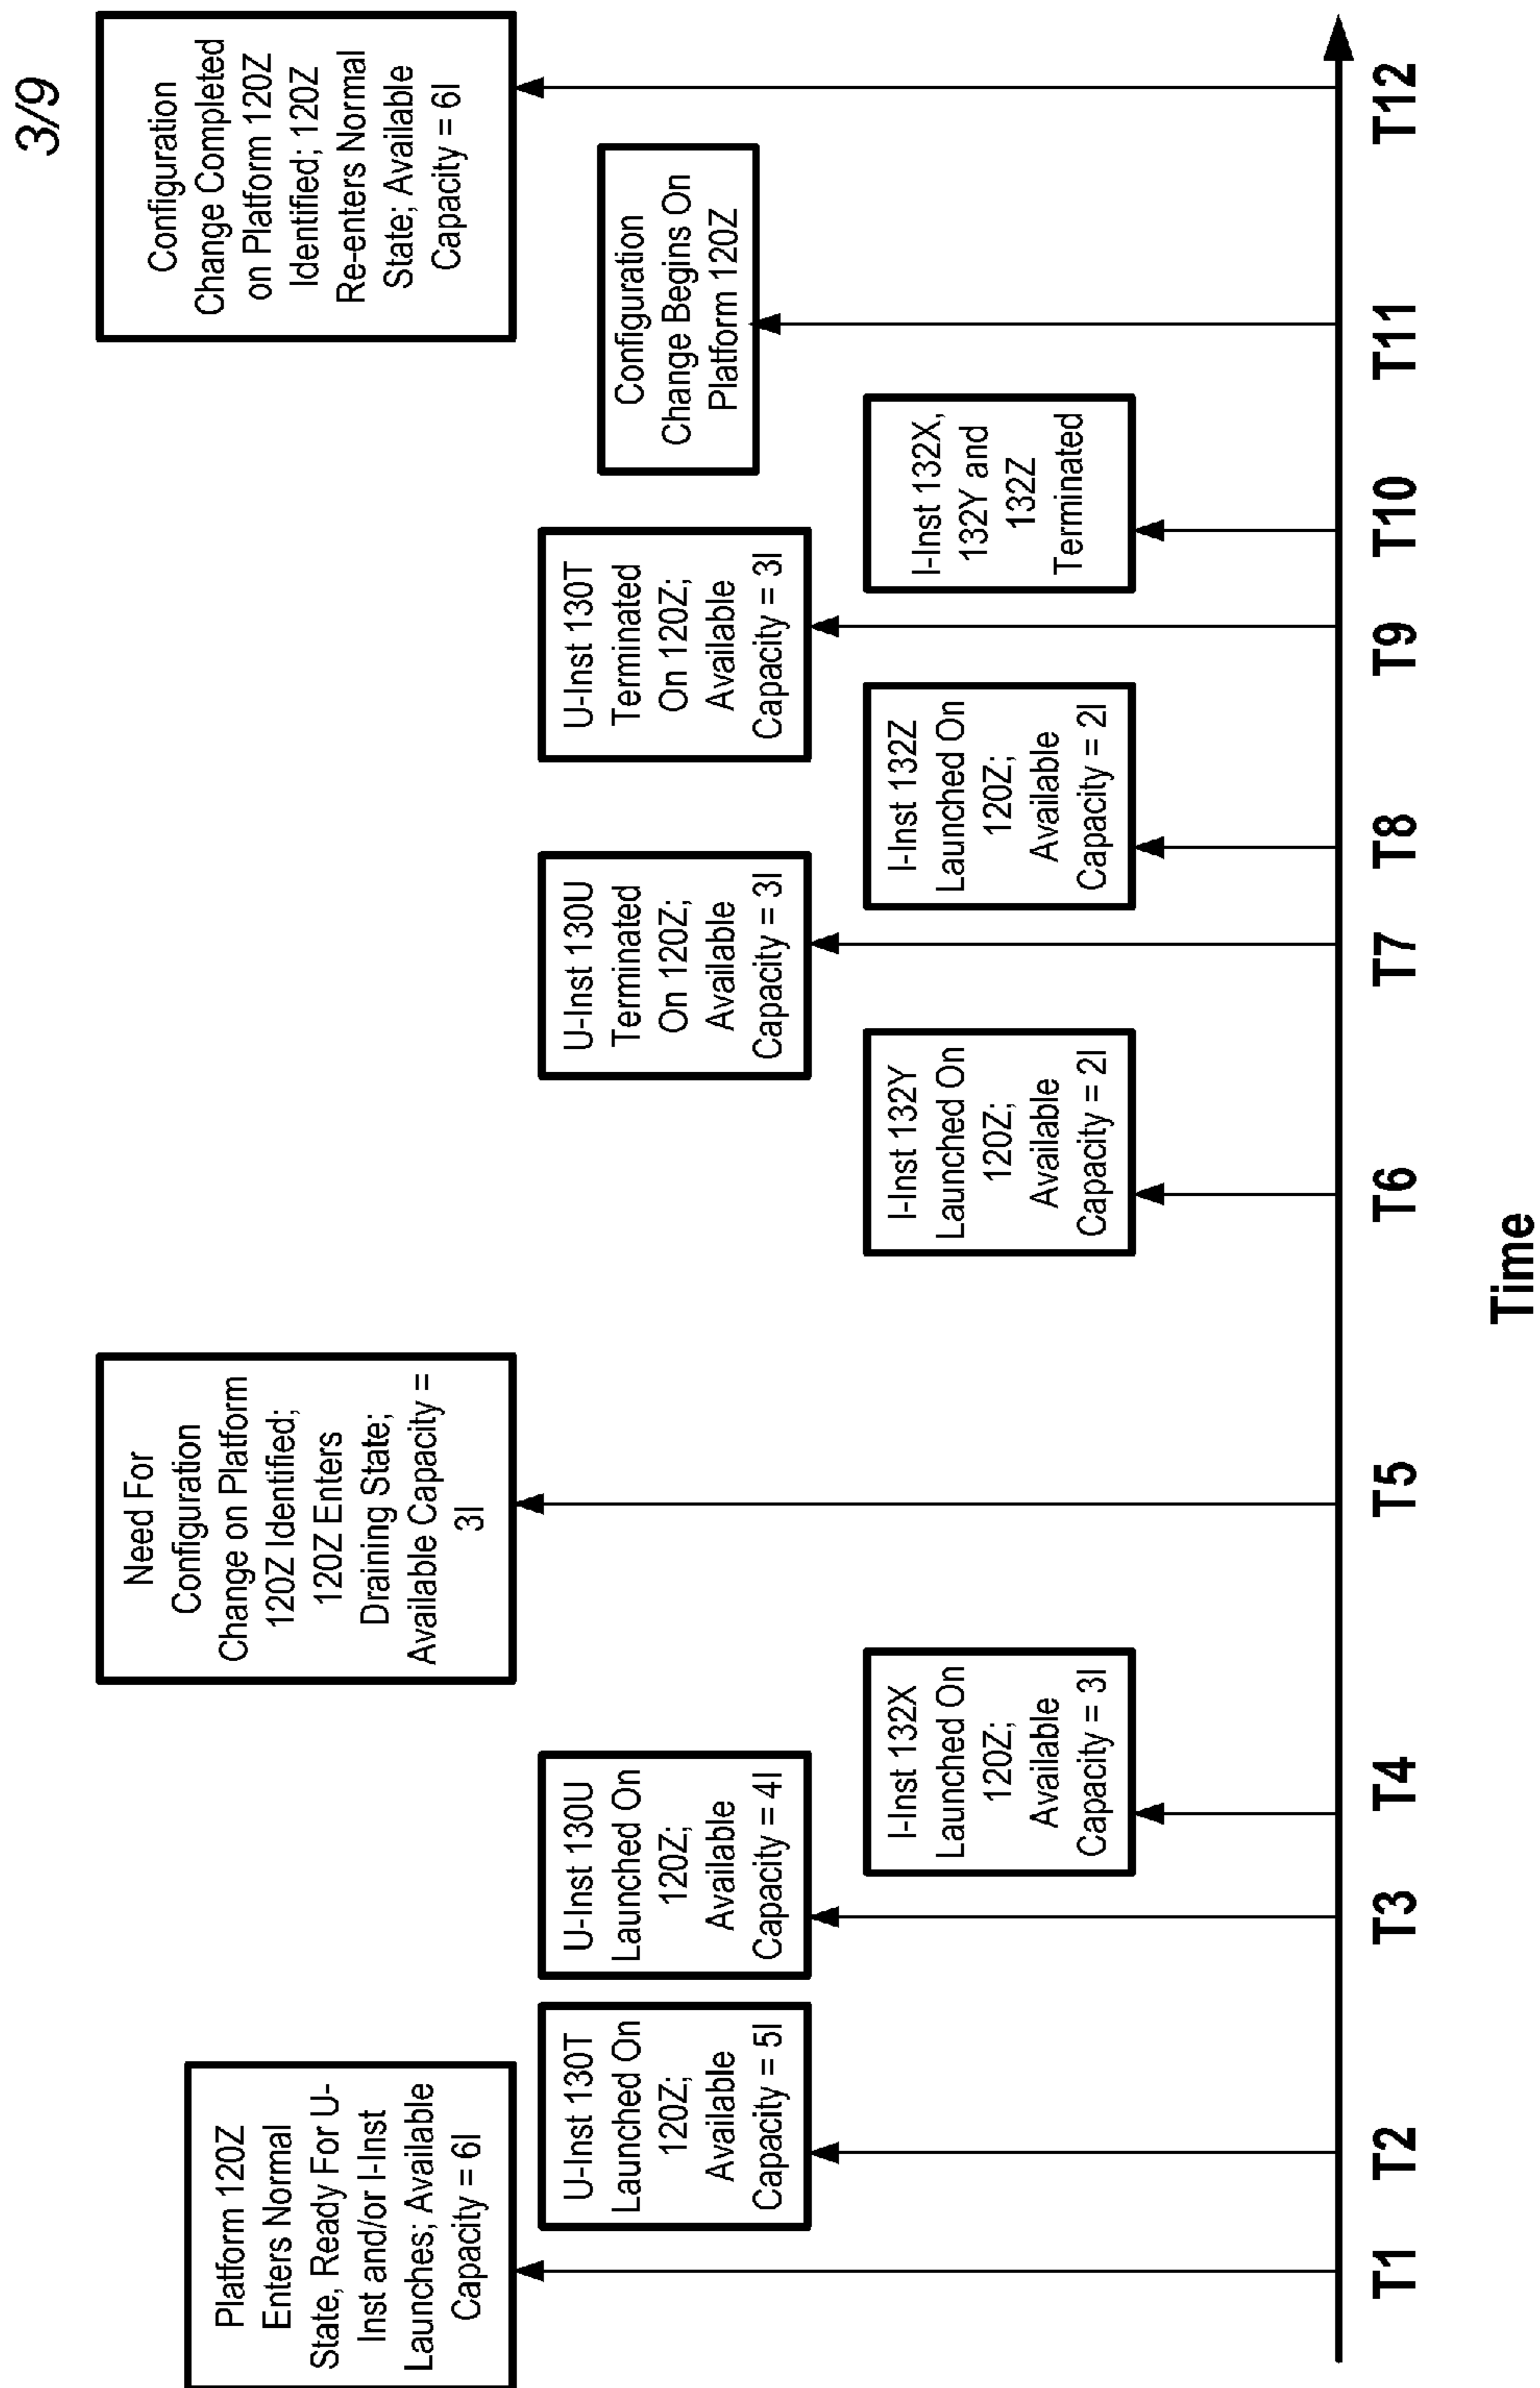 3/9
Platform 120Z
Enters Normal
State, Ready For U-
Inst and/or I-Inst
Launches; Available
Capacity = 6I
U-Inst 130T
Launched On
120Z;
Available
Capacity = 5I
U-Inst 130U
Launched On
120Z;
Available
Capacity = 4I
I-Inst 132X
Launched On
120Z;
Available
Capacity = 3I
Need For
Configuration
Change on Platform
120Z Identified;
120Z Enters
Draining State;
Available Capacity =
3I
I-Inst 132Y
Launched On
120Z;
Available
Capacity = 2I
U-Inst 130U
Terminated
On 120Z;
Available
Capacity = 3I
I-Inst 132Z
Launched On
120Z;
Available
Capacity = 2I
U-Inst 130T
Terminated
On 120Z;
Available
Capacity = 3I
I-Inst 132X,
132Y and
132Z
Terminated
Configuration
Change Begins On
Platform 120Z
Configuration
Change Completed
on Platform 120Z
Identified; 120Z
Re-enters Normal
State; Available
Capacity = 6I
T1 T2 T3 T4 T5 T6 T7 T8 T9 T10 T11 T12
Time